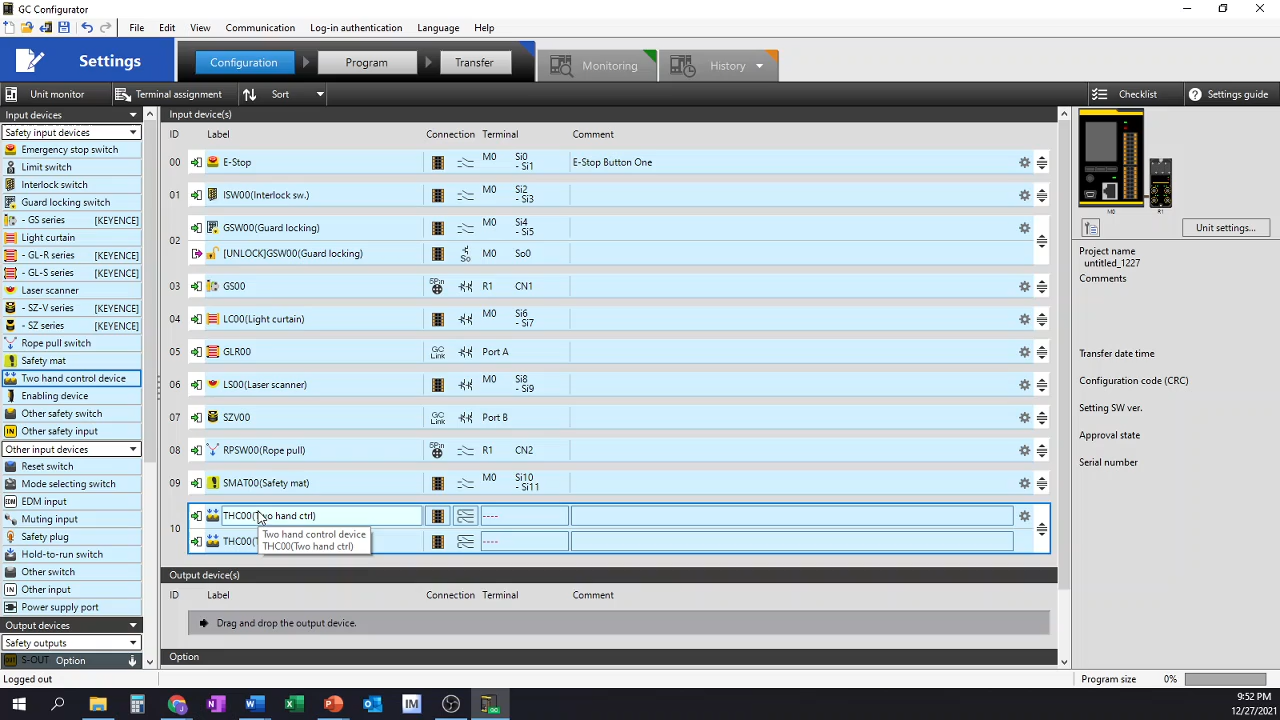 GC Configurator
File Edit View Communication Log-in authentication Language Help
Settings Configuration Program Transfer Monitoring History
Unit monitor Terminal assignment Sort Checklist Settings guide
Input devices
Safety input devices
Emergency stop switch
Limit switch
Interlock switch
Guard locking switch
- GS series [KEYENCE]
Light curtain
- GL-R series [KEYENCE]
- GL-S series [KEYENCE]
Laser scanner
- SZ-V series [KEYENCE]
- SZ series [KEYENCE]
Rope pull switch
Safety mat
Two hand control device
Enabling device
Other safety switch
Other safety input
Other input devices
Reset switch
Mode selecting switch
EDM input
Muting input
Safety plug
Hold-to-run switch
Other switch
IN Other input
Power supply port
Output devices
Safety outputs
S-OUT Option
Input device(s)
ID Label Connection Terminal Comment
00 E-Stop M0 Si0 - Si1 E-Stop Button One
01 ISW00(Interlock sw.) M0 Si2 - Si3
02 GSW00(Guard locking) M0 Si4 - Si5
[UNLOCK]GSW00(Guard locking) So M0 So0
03 GS00 5Pin R1 CN1
04 LC00(Light curtain) M0 Si6 - Si7
05 GLR00 GC Link Port A
06 LS00(Laser scanner) M0 Si8 - Si9
07 SZV00 GC Link Port B
08 RPSW00(Rope pull) 5Pin R1 CN2
09 SMAT00(Safety mat) M0 Si10 - Si11
10 THC00(Two hand ctrl) ----
THC00(T ----
Two hand control device
THC00(Two hand ctrl)
Output device(s)
ID Label Connection Terminal Comment
Drag and drop the output device.
Option
M0 R1
Unit settings...
Project name
untitled_1227
Comments
Transfer date time
Configuration code (CRC)
Setting SW ver.
Approval state
Serial number
Logged out Program size 0%
IM
9:52 PM
12/27/2021